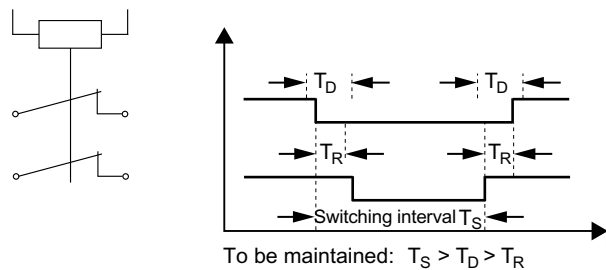 T_D T_D
T_R T_R
Switching interval T_S
To be maintained: T_S > T_D > T_R